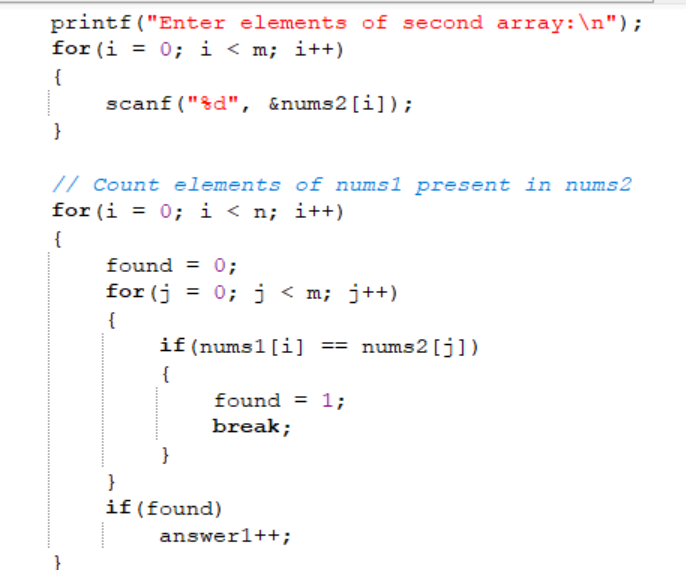 printf("Enter elements of second array:\n");
for(i = 0; i < m; i++)
{
    scanf("%d", &nums2[i]);
}

// Count elements of nums1 present in nums2
for(i = 0; i < n; i++)
{
    found = 0;
    for(j = 0; j < m; j++)
    {
        if(nums1[i] == nums2[j])
        {
            found = 1;
            break;
        }
    }
    if(found)
        answer1++;
}